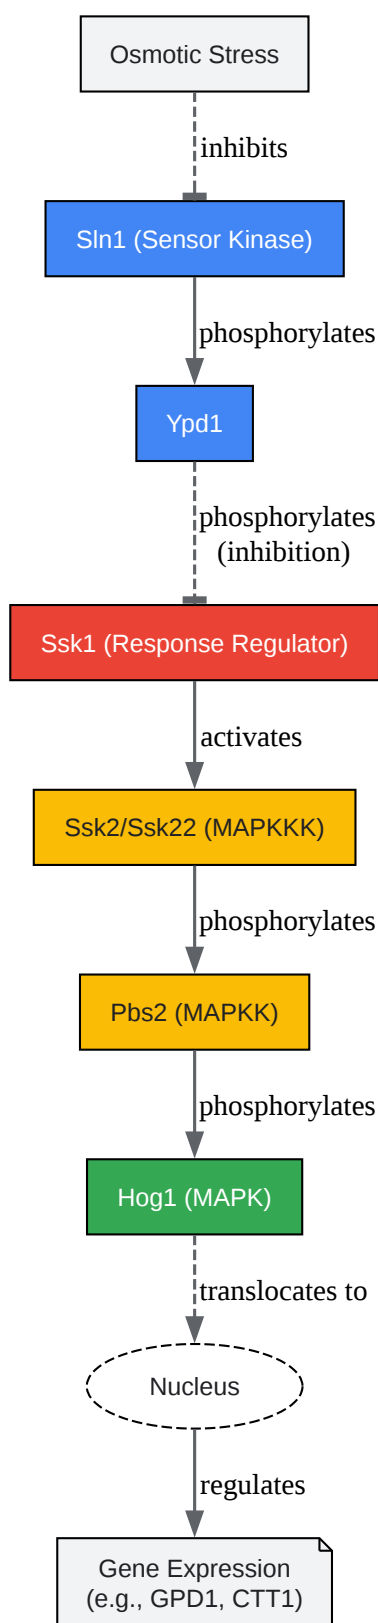 Osmotic Stress
inhibits
Sln1 (Sensor Kinase)
phosphorylates
Ypd1
phosphorylates
(inhibition)
Ssk1 (Response Regulator)
activates
Ssk2/Ssk22 (MAPKKK)
phosphorylates
Pbs2 (MAPKK)
phosphorylates
Hog1 (MAPK)
translocates to
Nucleus
regulates
Gene Expression
(e.g., GPD1, CTT1)